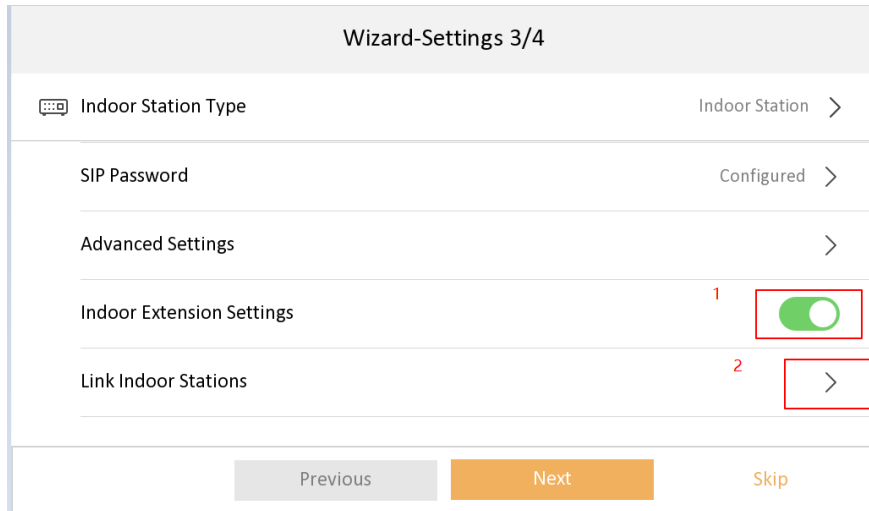 Wizard-Settings 3/4
Indoor Station Type Indoor Station
SIP Password Configured
Advanced Settings
Indoor Extension Settings 1
Link Indoor Stations 2
Previous Next Skip